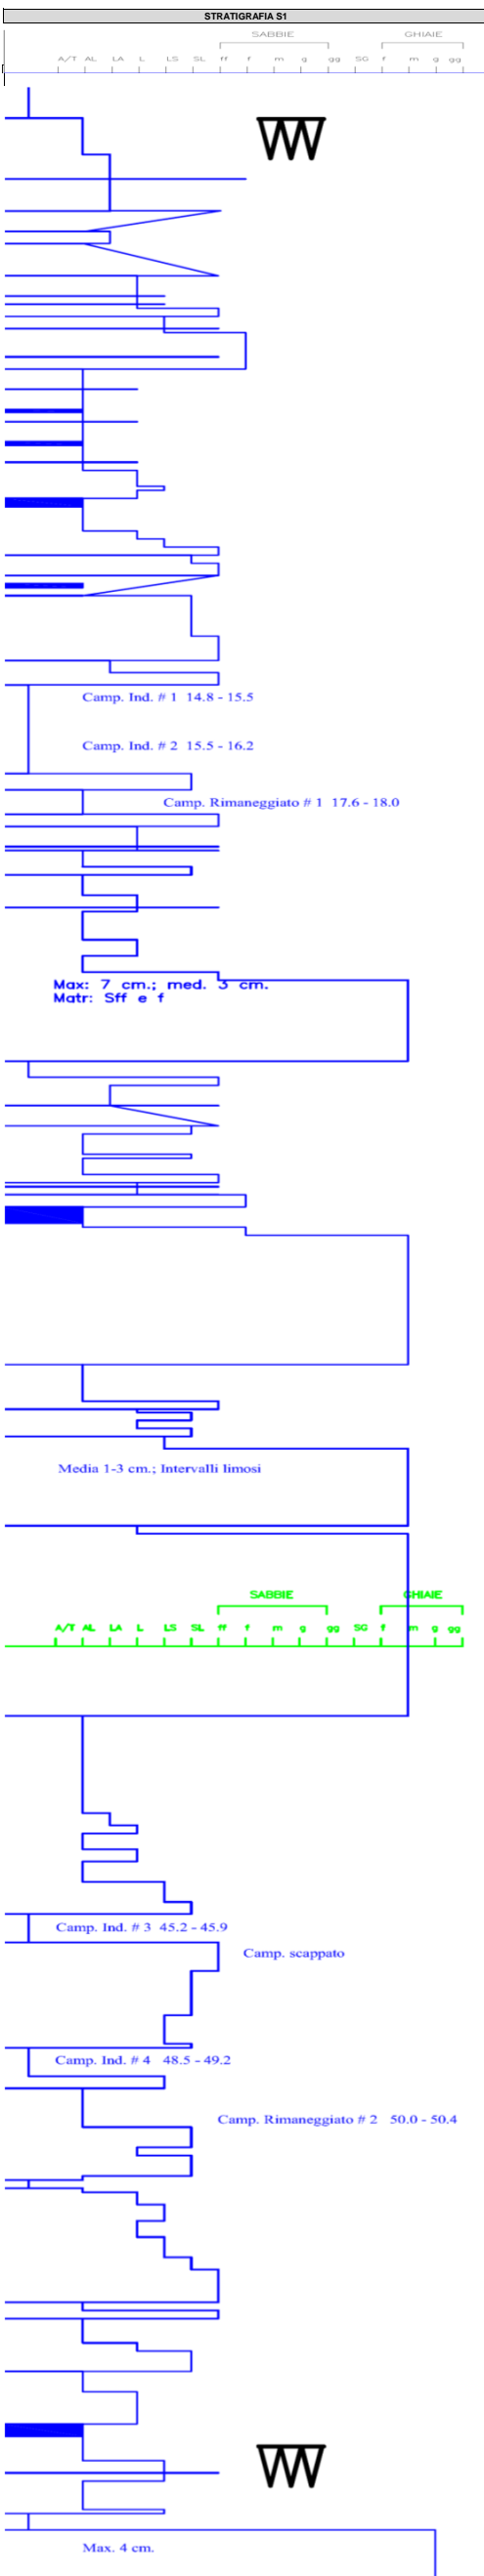 STRATIGRAFIA S1
SABBIE GHIAIE
A/T AL LA L LS SL ff f m g gg SG f m g gg
Camp. Ind. # 1 14.8 - 15.5
Camp. Ind. # 2 15.5 - 16.2
Camp. Rimaneggiato # 1 17.6 - 18.0
Max: 7 cm.; med. 3 cm.
Matr: Sff e f
Media 1-3 cm.; Intervalli limosi
SABBIE GHIAIE
A/T AL LA L LS SL ff f m g gg SG f m g gg
Camp. Ind. # 3 45.2 - 45.9
Camp. scappato
Camp. Ind. # 4 48.5 - 49.2
Camp. Rimaneggiato # 2 50.0 - 50.4
Max. 4 cm.